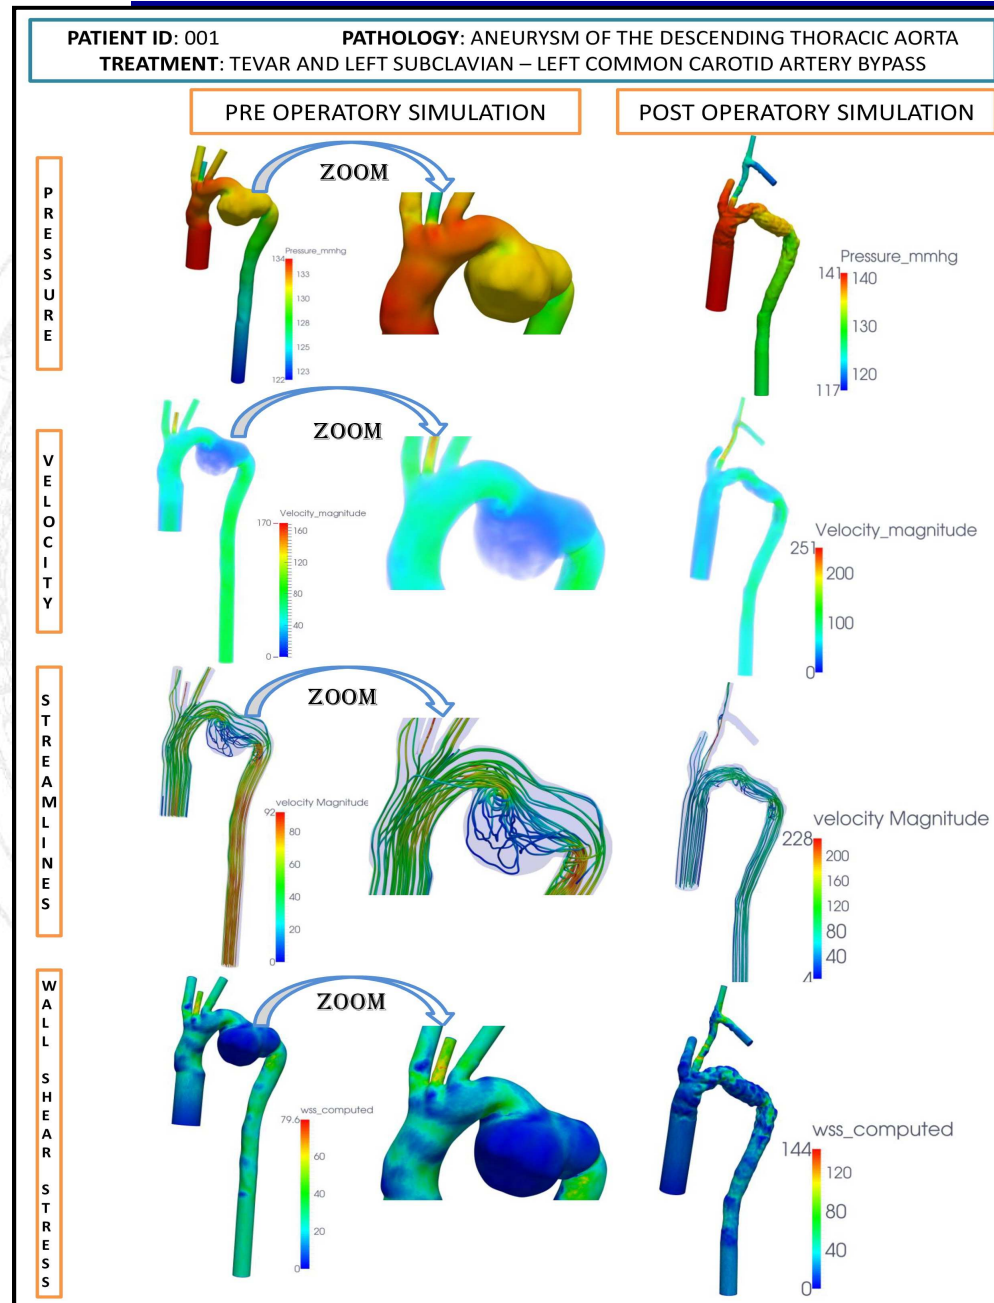 PATIENT ID: 001 PATHOLOGY: ANEURYSM OF THE DESCENDING THORACIC AORTA
TREATMENT: TEVAR AND LEFT SUBCLAVIAN – LEFT COMMON CAROTID ARTERY BYPASS
PRE OPERATORY SIMULATION
POST OPERATORY SIMULATION
PRESSURE
ZOOM
Pressure_mmhg
134
133
130
128
125
123
122
Pressure_mmhg
141
140
130
120
117
VELOCITY
ZOOM
Velocity_magnitude
170
160
120
80
40
0
Velocity_magnitude
251
200
100
0
STREAMLINES
ZOOM
velocity Magnitude
92
80
60
40
20
0
velocity Magnitude
228
200
160
120
80
40
4
WALL SHEAR STRESS
ZOOM
wss_computed
79.6
60
40
20
0
wss_computed
144
120
80
40
0